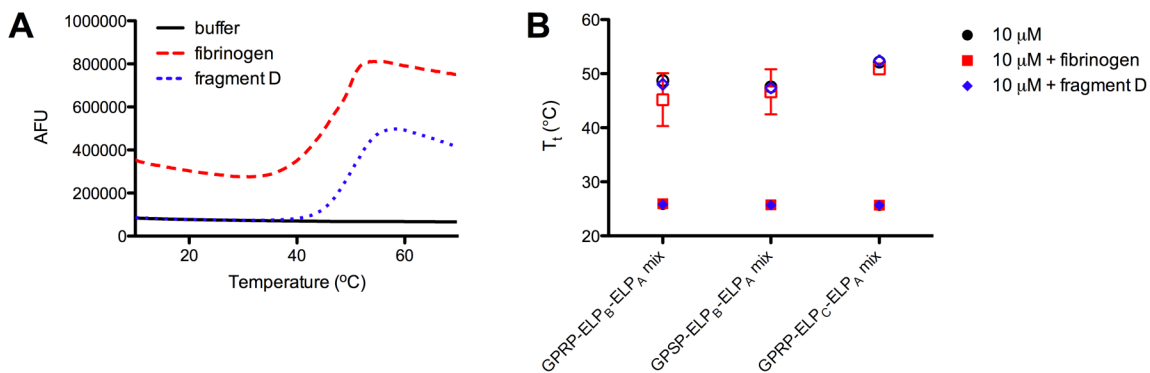 A
AFU
1000000
800000
600000
400000
200000
0
20
40
60
Temperature (ºC)
buffer
fibrinogen
fragment D
B
Tt (°C)
60
50
40
30
20
GPRP-ELPB-ELPA mix
GPSP-ELPB-ELPA mix
GPRP-ELPC-ELPA mix
10 µM
10 µM + fibrinogen
10 µM + fragment D